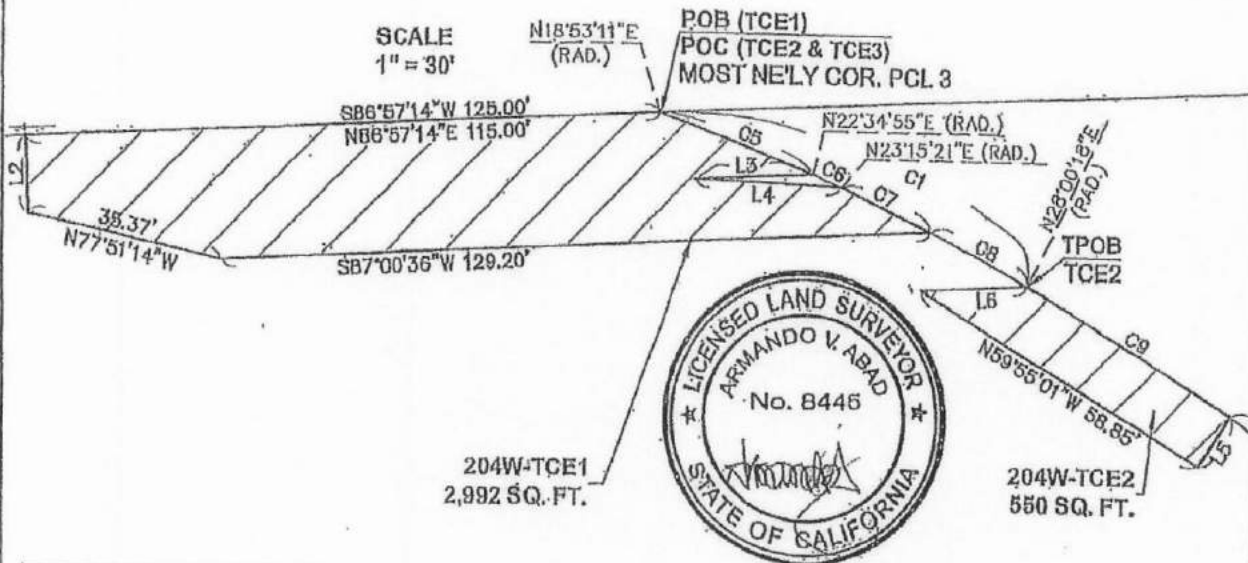 SCALE
1" = 30'
N18°53'11"E
(RAD.)
POB (TCE1)
POC (TCE2 & TCE3)
MOST NE'LY COR. PCL 3
S86°57'14"W 125.00'
N86°57'14"E 115.00'
C5
N22°34'55"E (RAD.)
N23°15'21"E (RAD.)
L3
C6
C1
L2
L4
C7
N28°00'18"E
(RAD.)
35.37'
N77°51'14"W
S87°00'36"W 129.20'
C8
TPOB
TCE2
L6
C9
N59°55'01"W 58.85'
L5
LICENSED LAND SURVEYOR
ARMANDO V. ABAD
No. 8445
STATE OF CALIFORNIA
204W-TCE1
2,992 SQ. FT.
204W-TCE2
550 SQ. FT.